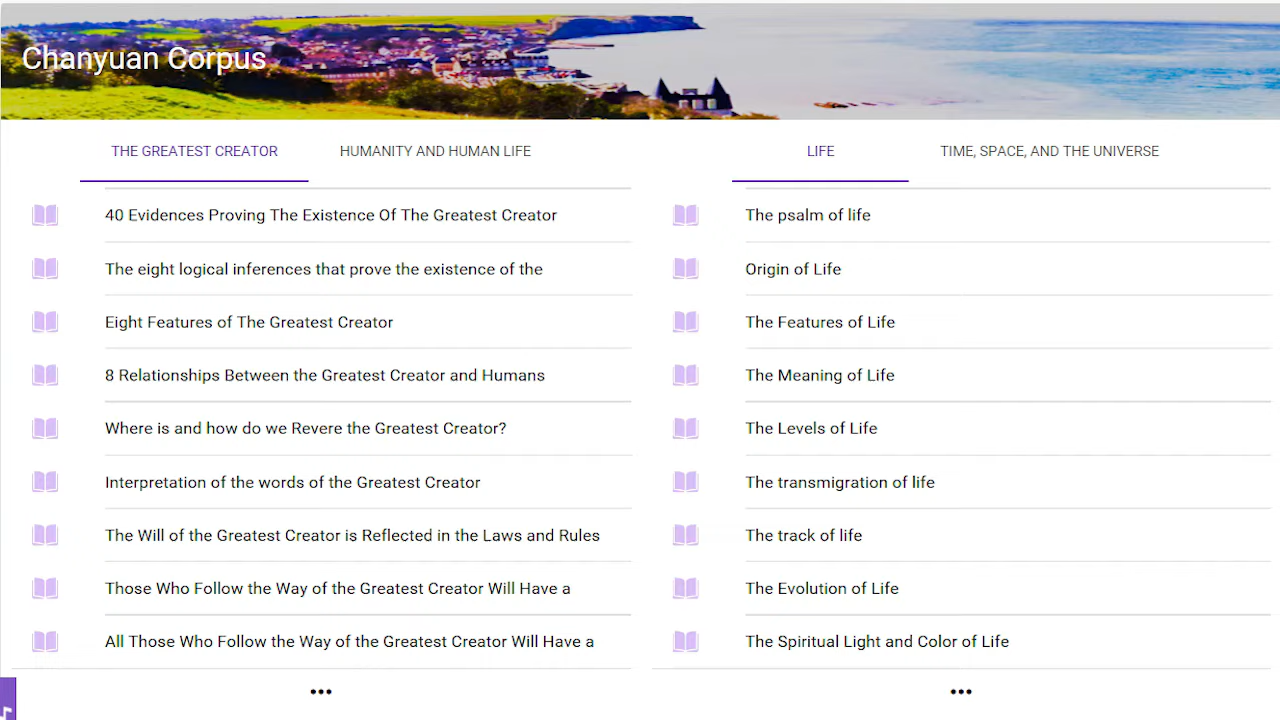 Chanyuan Corpus
THE GREATEST CREATOR
HUMANITY AND HUMAN LIFE
40 Evidences Proving The Existence Of The Greatest Creator
The eight logical inferences that prove the existence of the
Eight Features of The Greatest Creator
8 Relationships Between the Greatest Creator and Humans
Where is and how do we Revere the Greatest Creator?
Interpretation of the words of the Greatest Creator
The Will of the Greatest Creator is Reflected in the Laws and Rules
Those Who Follow the Way of the Greatest Creator Will Have a
All Those Who Follow the Way of the Greatest Creator Will Have a
•••
LIFE
TIME, SPACE, AND THE UNIVERSE
The psalm of life
Origin of Life
The Features of Life
The Meaning of Life
The Levels of Life
The transmigration of life
The track of life
The Evolution of Life
The Spiritual Light and Color of Life
•••